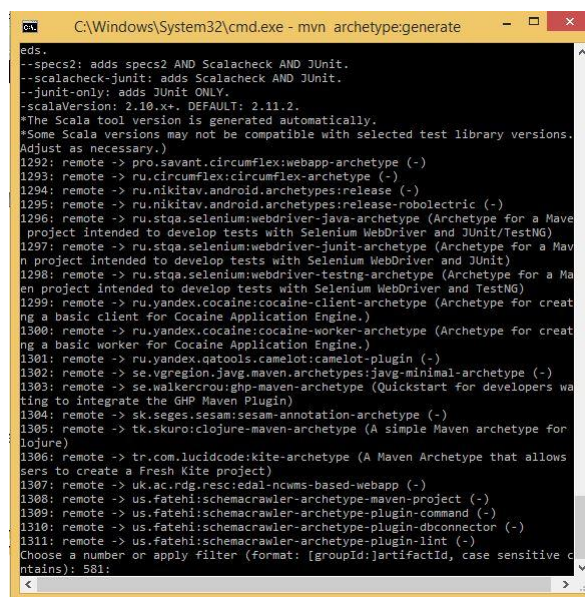 C:\Windows\System32\cmd.exe - mvn archetype:generate
eds.
--specs2: adds specs2 AND Scalacheck AND JUnit.
--scalacheck-junit: adds Scalacheck AND JUnit.
--junit-only: adds JUnit ONLY.
-scalaVersion: 2.10.x+. DEFAULT: 2.11.2.
*The Scala tool version is generated automatically.
*Some Scala versions may not be compatible with selected test library versions.
Adjust as necessary.)
1292: remote -> pro.savant.circumflex:webapp-archetype (-)
1293: remote -> ru.circumflex:circumflex-archetype (-)
1294: remote -> ru.nikitav.android.archetypes:release (-)
1295: remote -> ru.nikitav.android.archetypes:release-robolectric (-)
1296: remote -> ru.stqa.selenium:webdriver-java-archetype (Archetype for a Mave
project intended to develop tests with Selenium WebDriver and JUnit/TestNG)
1297: remote -> ru.stqa.selenium:webdriver-junit-archetype (Archetype for a Mav
n project intended to develop tests with Selenium WebDriver and JUnit)
1298: remote -> ru.stqa.selenium:webdriver-testng-archetype (Archetype for a Ma
en project intended to develop tests with Selenium WebDriver and TestNG)
1299: remote -> ru.yandex.cocaine:cocaine-client-archetype (Archetype for creat
ng a basic client for Cocaine Application Engine.)
1300: remote -> ru.yandex.cocaine:cocaine-worker-archetype (Archetype for creat
ng a basic worker for Cocaine Application Engine.)
1301: remote -> ru.yandex.qatools.camelot:camelot-plugin (-)
1302: remote -> se.vgregion.javg.maven.archetypes:javg-minimal-archetype (-)
1303: remote -> se.walkercrou:ghp-maven-archetype (Quickstart for developers wa
ting to integrate the GHP Maven Plugin)
1304: remote -> sk.seges.sesam:sesam-annotation-archetype (-)
1305: remote -> tk.skuro:clojure-maven-archetype (A simple Maven archetype for
lojure)
1306: remote -> tr.com.lucidcode:kite-archetype (A Maven Archetype that allows
sers to create a Fresh Kite project)
1307: remote -> uk.ac.rdg.resc:edal-ncwms-based-webapp (-)
1308: remote -> us.fatehi:schemacrawler-archetype-maven-project (-)
1309: remote -> us.fatehi:schemacrawler-archetype-plugin-command (-)
1310: remote -> us.fatehi:schemacrawler-archetype-plugin-dbconnector (-)
1311: remote -> us.fatehi:schemacrawler-archetype-plugin-lint (-)
Choose a number or apply filter (format: [groupId:]artifactId, case sensitive c
ntains): 581: